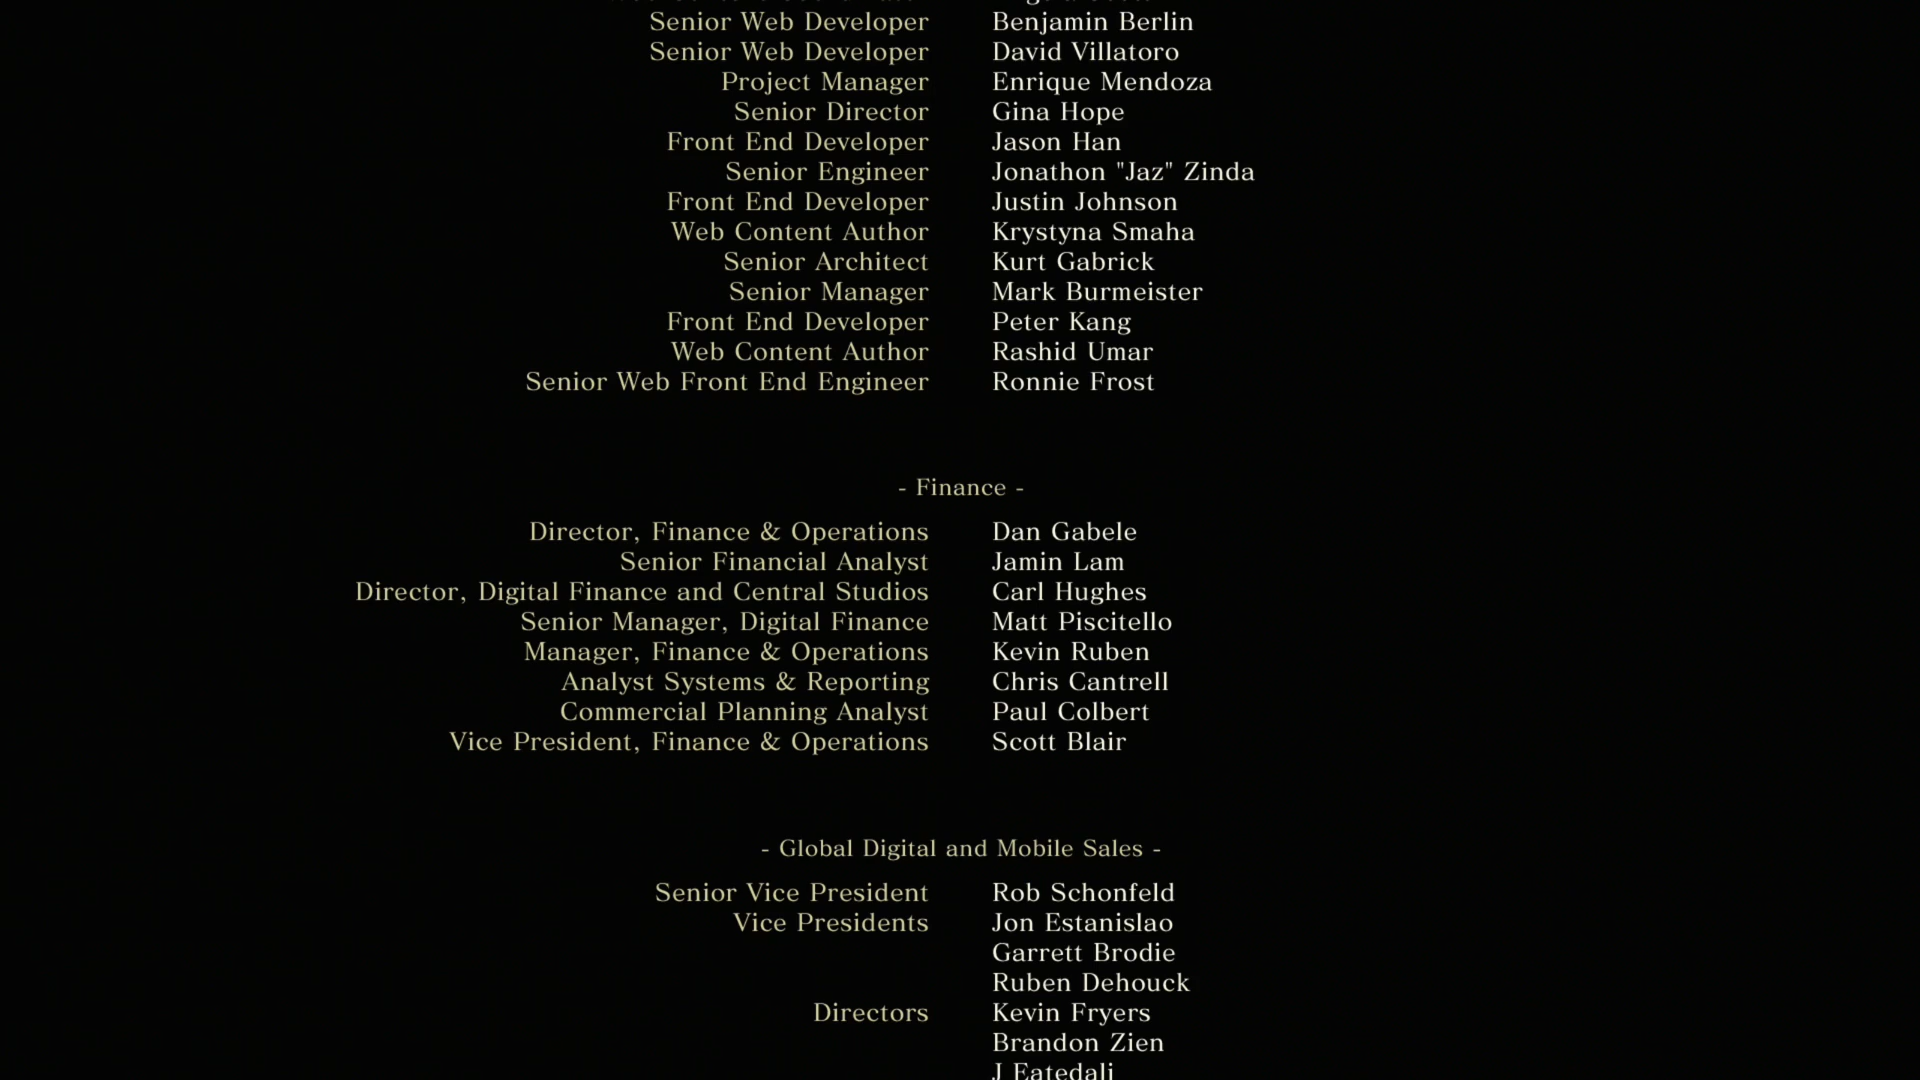 Senior Web Developer Benjamin Berlin
Senior Web Developer David Villatoro
Project Manager Enrique Mendoza
Senior Director Gina Hope
Front End Developer Jason Han
Senior Engineer Jonathon "Jaz" Zinda
Front End Developer Justin Johnson
Web Content Author Krystyna Smaha
Senior Architect Kurt Gabrick
Senior Manager Mark Burmeister
Front End Developer Peter Kang
Web Content Author Rashid Umar
Senior Web Front End Engineer Ronnie Frost
- Finance -
Director, Finance & Operations Dan Gabele
Senior Financial Analyst Jamin Lam
Director, Digital Finance and Central Studios Carl Hughes
Senior Manager, Digital Finance Matt Piscitello
Manager, Finance & Operations Kevin Ruben
Analyst Systems & Reporting Chris Cantrell
Commercial Planning Analyst Paul Colbert
Vice President, Finance & Operations Scott Blair
- Global Digital and Mobile Sales -
Senior Vice President Rob Schonfeld
Vice Presidents Jon Estanislao
Garrett Brodie
Ruben Dehouck
Directors Kevin Fryers
Brandon Zien
J Eatedali